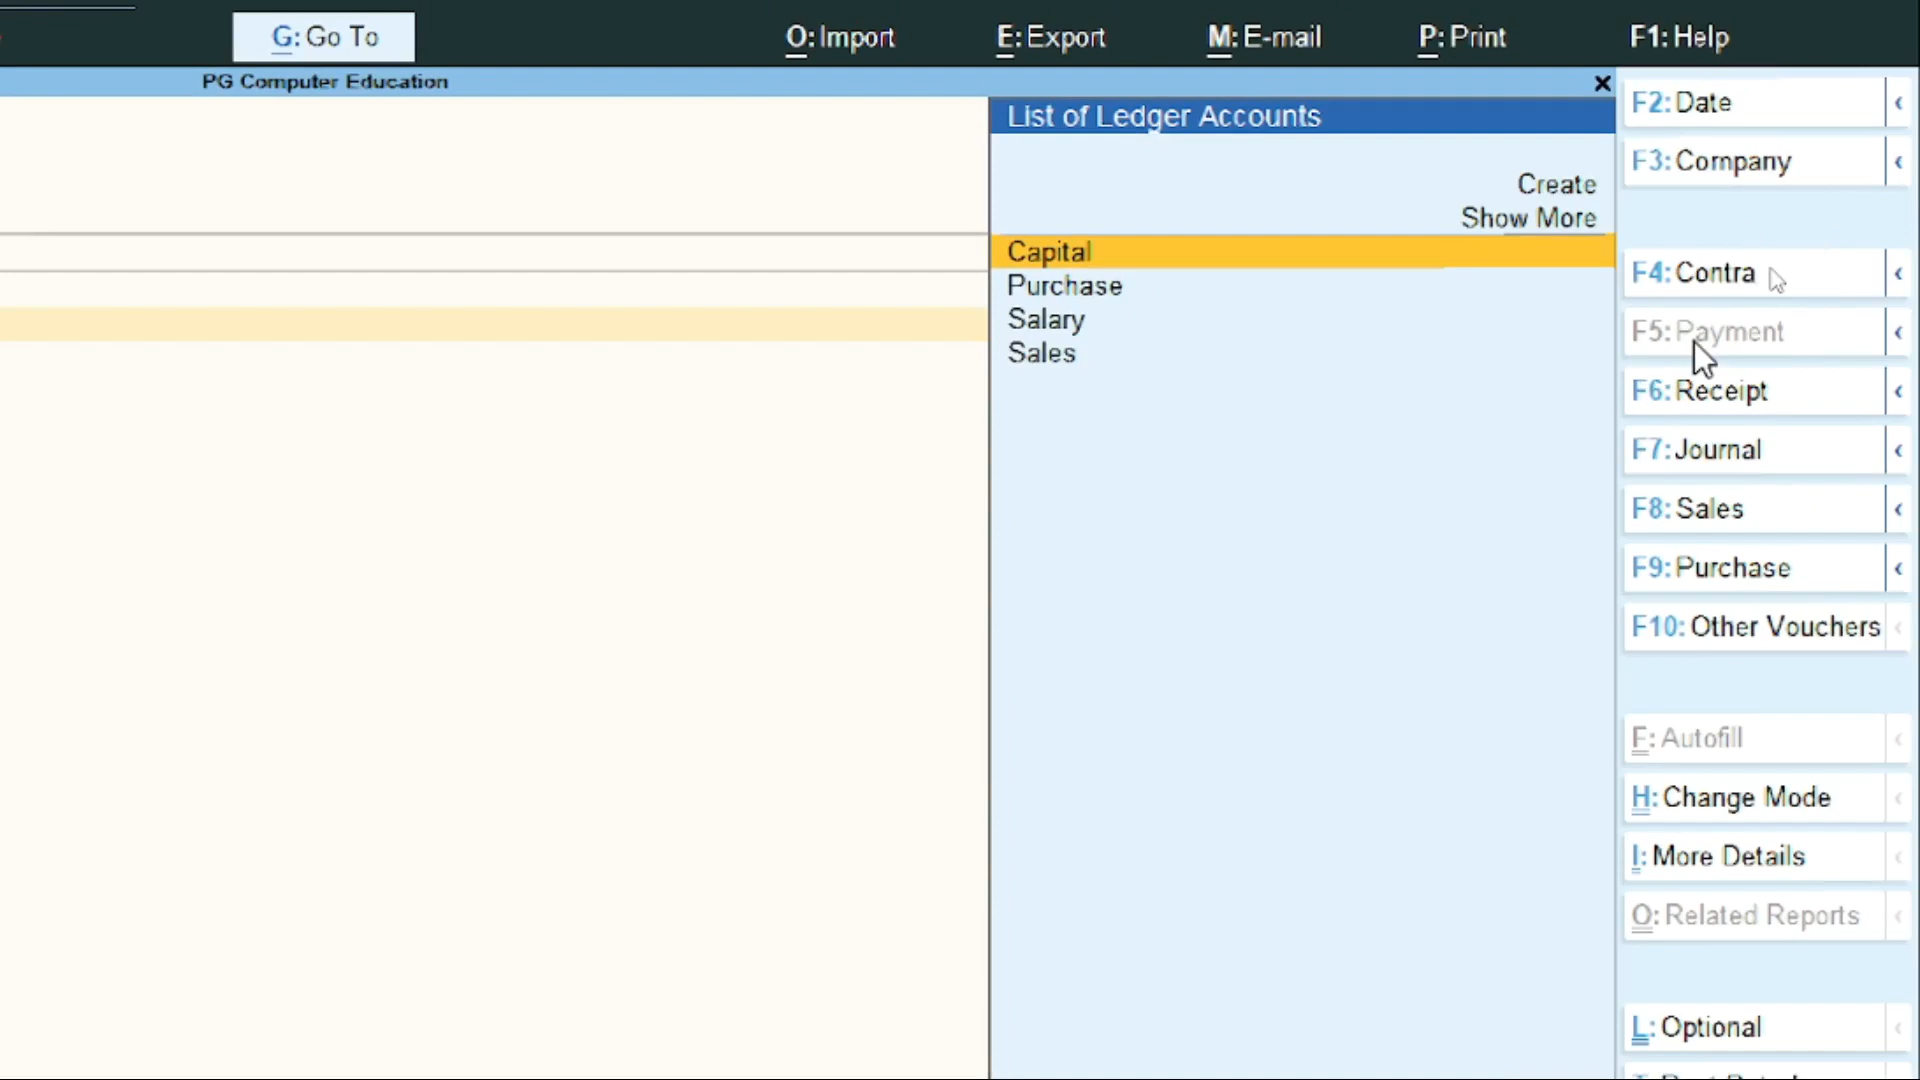 G: Go To
O: Import
E: Export
M: E-mail
P: Print
F1: Help
PG Computer Education
List of Ledger Accounts
Create
Show More
Capital
Purchase
Salary
Sales
F2: Date
F3: Company
F4: Contra
F5: Payment
F6: Receipt
F7: Journal
F8: Sales
F9: Purchase
F10: Other Vouchers
F: Autofill
H: Change Mode
I: More Details
O: Related Reports
L: Optional